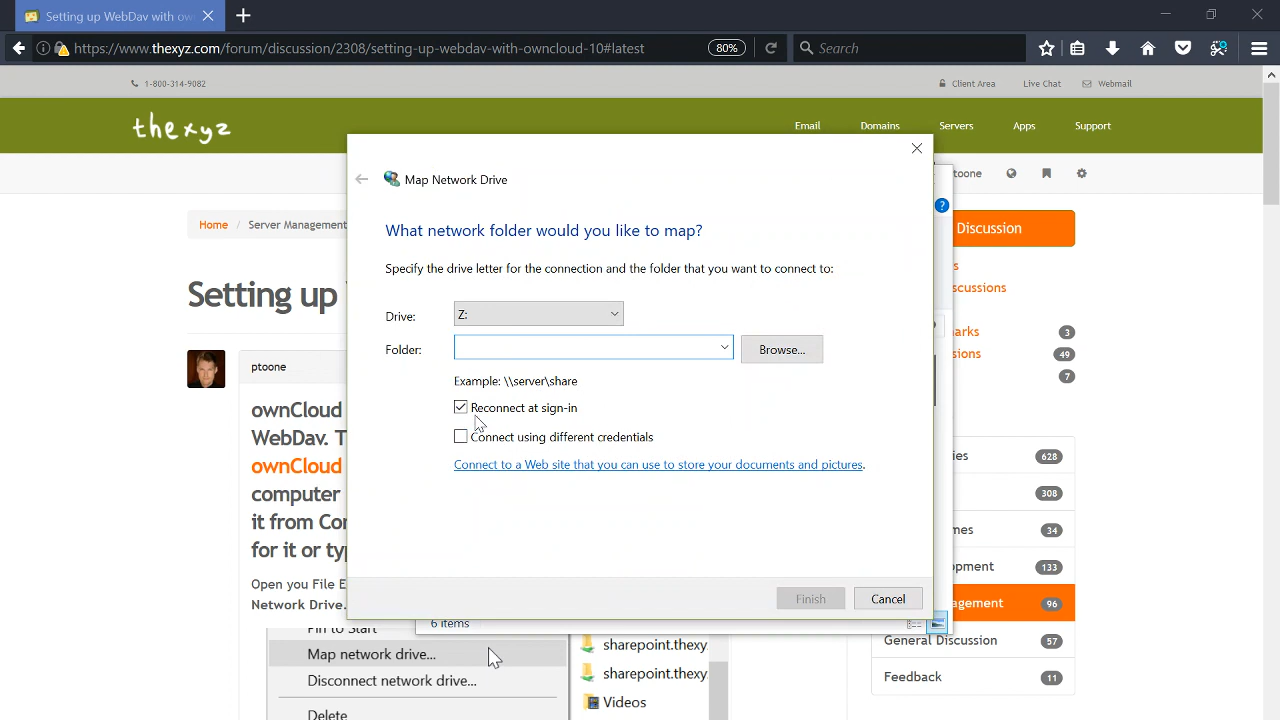 Setting up WebDav with ow
https://www.thexyz.com/forum/discussion/2308/setting-up-webdav-with-owncloud-10#latest
80%
Search
1-800-314-9082
Client Area
Live Chat
Webmail
thexyz
Email
Domains
Servers
Apps
Support
ptoone
Home / Server Management
Discussion
Setting up
ptoone
ownCloud
WebDav. T
ownCloud
computer
it from Co
for it or ty
Open you File E
Network Drive.
Map Network Drive
What network folder would you like to map?
Specify the drive letter for the connection and the folder that you want to connect to:
Drive:
Z:
Folder:
Browse...
Example: \\server\share
Reconnect at sign-in
Connect using different credentials
Connect to a Web site that you can use to store your documents and pictures.
Finish
Cancel
6 items
s
scussions
arks 3
sions 49
7
ies 628
308
mes 34
opment 133
agement 96
General Discussion 57
Feedback 11
Pin to Start
Map network drive...
Disconnect network drive...
Delete
sharepoint.thexy
sharepoint.thexy
Videos